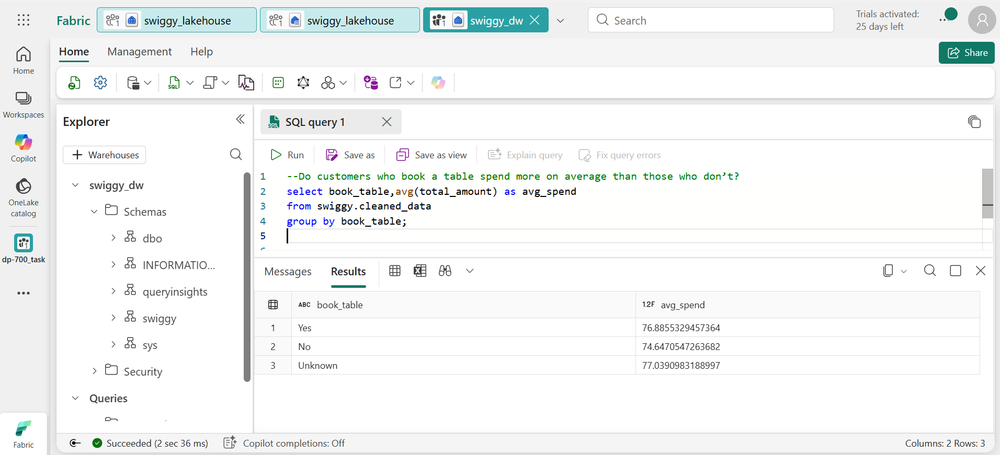 Fabric
swiggy_lakehouse
swiggy_lakehouse
swiggy_dw
Search
Trials activated:
25 days left
Home
Management
Help
Share
Home
Workspaces
Copilot
OneLake
catalog
dp-700_task
Fabric
Explorer
Warehouses
swiggy_dw
Schemas
dbo
INFORMATIO...
queryinsights
swiggy
sys
Security
Queries
SQL query 1
Run
Save as
Save as view
Explain query
Fix query errors
1 --Do customers who book a table spend more on average than those who don’t?
2 select book_table,avg(total_amount) as avg_spend
3 from swiggy.cleaned_data
4 group by book_table;
5
Messages
Results
ABC book_table 1.2F avg_spend
1 Yes 76.8855329457364
2 No 74.6470547263682
3 Unknown 77.0390983188997
Succeeded (2 sec 36 ms)
Copilot completions: Off
Columns: 2 Rows: 3